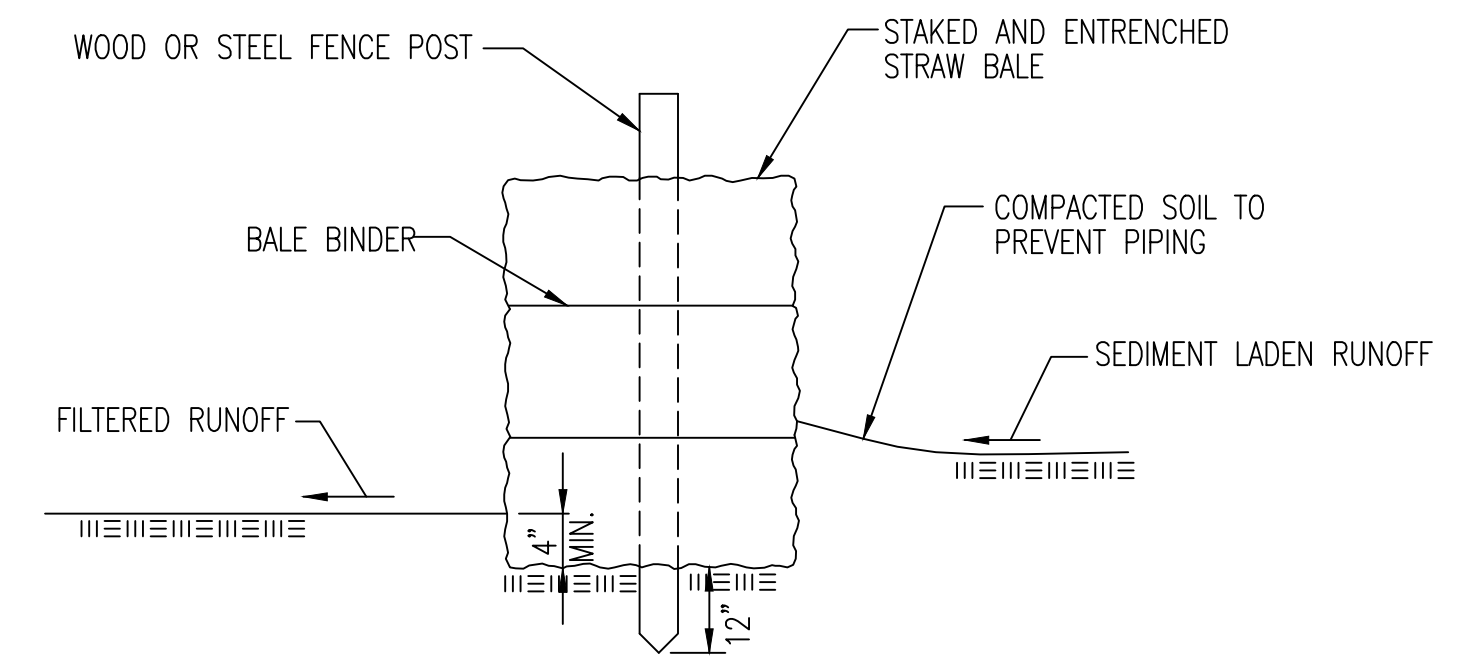 WOOD OR STEEL FENCE POST
STAKED AND ENTRENCHED
STRAW BALE
BALE BINDER
COMPACTED SOIL TO
PREVENT PIPING
SEDIMENT LADEN RUNOFF
FILTERED RUNOFF
4"
MIN.
12"